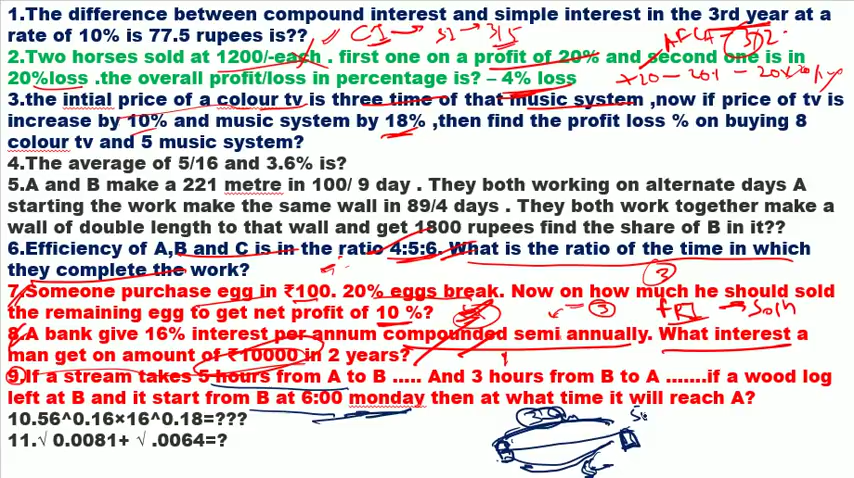 1.The difference between compound interest and simple interest in the 3rd year at a
rate of 10% is 77.5 rupees is??
2.Two horses sold at 1200/-each . first one on a profit of 20% and second one is in
20%loss .the overall profit/loss in percentage is? – 4% loss
3.the intial price of a colour tv is three time of that music system ,now if price of tv is
increase by 10% and music system by 18% ,then find the profit loss % on buying 8
colour tv and 5 music system?
4.The average of 5/16 and 3.6% is?
5.A and B make a 221 metre in 100/ 9 day . They both working on alternate days A
starting the work make the same wall in 89/4 days . They both work together make a
wall of double length to that wall and get 1800 rupees find the share of B in it??
6.Efficiency of A,B and C is in the ratio 4:5:6. What is the ratio of the time in which
they complete the work?
7.Someone purchase egg in ₹100. 20% eggs break. Now on how much he should sold
the remaining egg to get net profit of 10 %?
8.A bank give 16% interest per annum compounded semi annually. What interest a
man get on amount of ₹10000 in 2 years?
9.If a stream takes 5 hours from A to B ..... And 3 hours from B to A .......if a wood log
left at B and it start from B at 6:00 monday then at what time it will reach A?
10.56^0.16×16^0.18=???
11.√ 0.0081+ √ .0064=?